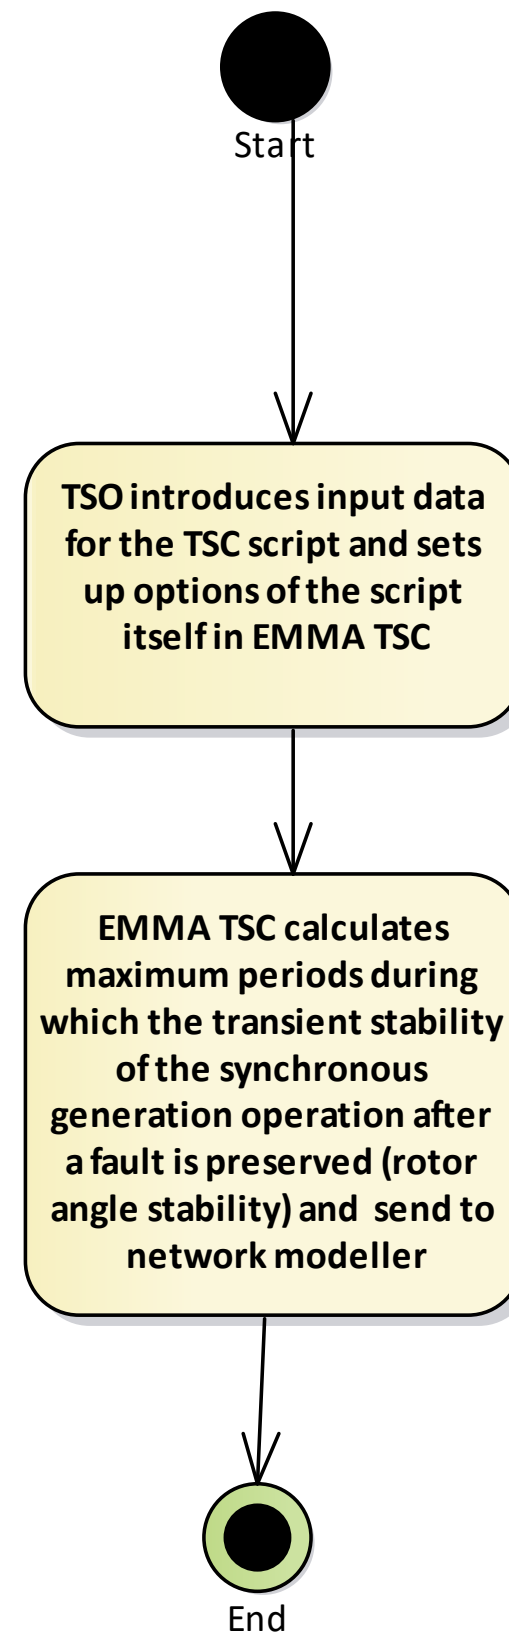 Start
TSO introduces input data
for the TSC script and sets
up options of the script
itself in EMMA TSC
EMMA TSC calculates
maximum periods during
which the transient stability
of the synchronous
generation operation after
a fault is preserved (rotor
angle stability) and  send to
network modeller
End